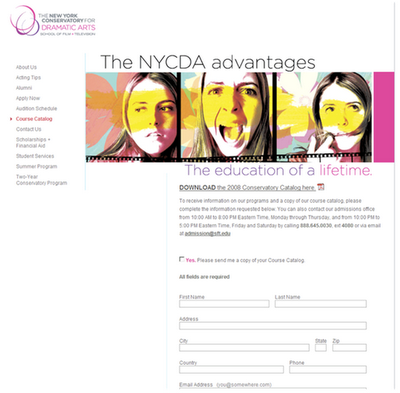 THE NEW YORK
CONSERVATORY FOR
DRAMATIC ARTS
SCHOOL OF FILM + TELEVISION
About Us
Acting Tips
Alumni
Apply Now
Audition Schedule
Course Catalog
Contact Us
Scholarships +
Financial Aid
Student Services
Summer Program
Two-Year
Conservatory Program
The NYCDA advantages
The education of a lifetime.
DOWNLOAD the 2008 Conservatory Catalog here
To receive information on our programs and a copy of our course catalog, please
complete the information requested below. You can also contact our admissions office
from 10:00 AM to 8:00 PM Eastern Time, Monday through Thursday, and from 10:00 PM to
5:00 PM Eastern Time, Friday and Saturday by calling 888.645.0030, ext 4080 or via email
at admission@sft.edu
Yes. Please send me a copy of your Course Catalog.
All fields are required
First Name Last Name
Address
City State Zip
Country Phone
Email Address (you@somewhere.com)